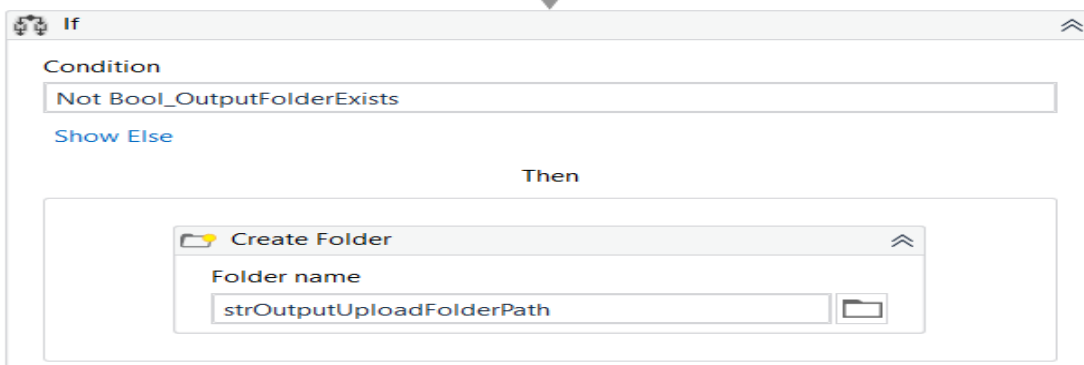 If
Condition
Not Bool_OutputFolderExists
Show Else
Then
Create Folder
Folder name
strOutputUploadFolderPath